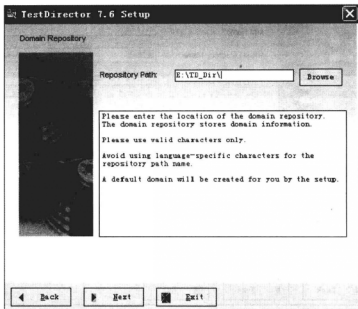 TestDirector 7.6 Setup
Domain Repository
Repository Path:
E:\TD_Dir\
Browse
Please enter the location of the domain repository.
The domain repository stores domain information.
Please use valid characters only.
Avoid using language-specific characters for the
repository path name.
A default domain will be created for you by the setup.
Back
Next
Exit